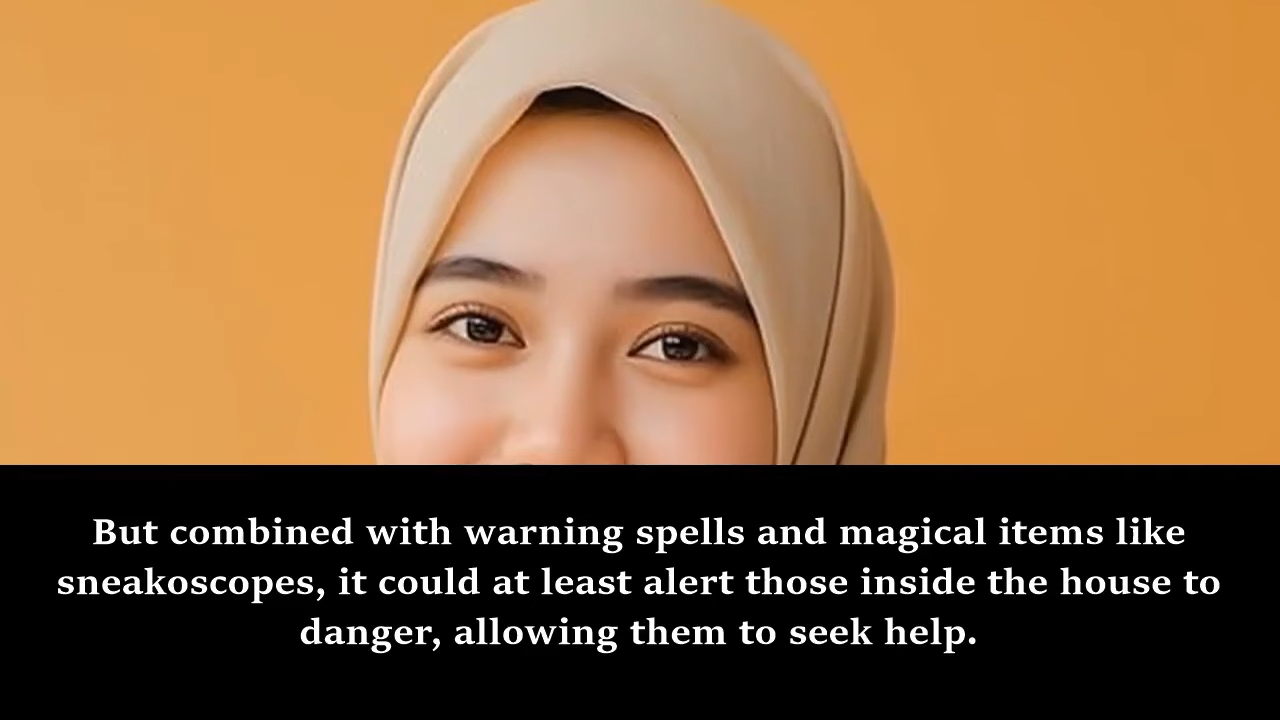 But combined with warning spells and magical items like
sneakoscopes, it could at least alert those inside the house to
danger, allowing them to seek help.